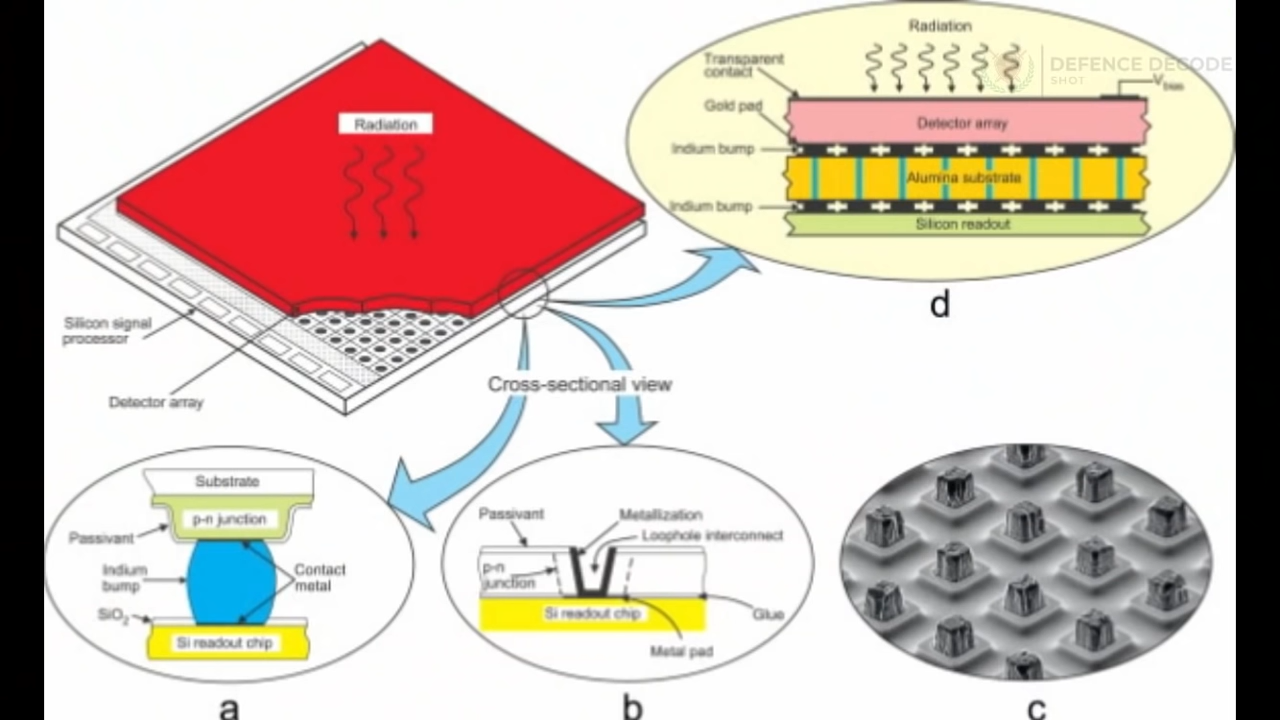 Radiation
DEFENCE DECODE
SHOT
Transparent
contact
V bias
Gold pad
Detector array
Indium bump
Alumina substrate
Indium bump
Silicon readout
d
Radiation
Silicon signal
processor
Detector array
Cross-sectional view
Substrate
p-n junction
Passivant
Indium
bump
Contact
metal
SiO2
Si readout chip
a
Passivant
Metallization
Loophole interconnect
p-n
junction
Si readout chip
Glue
Metal pad
b
c